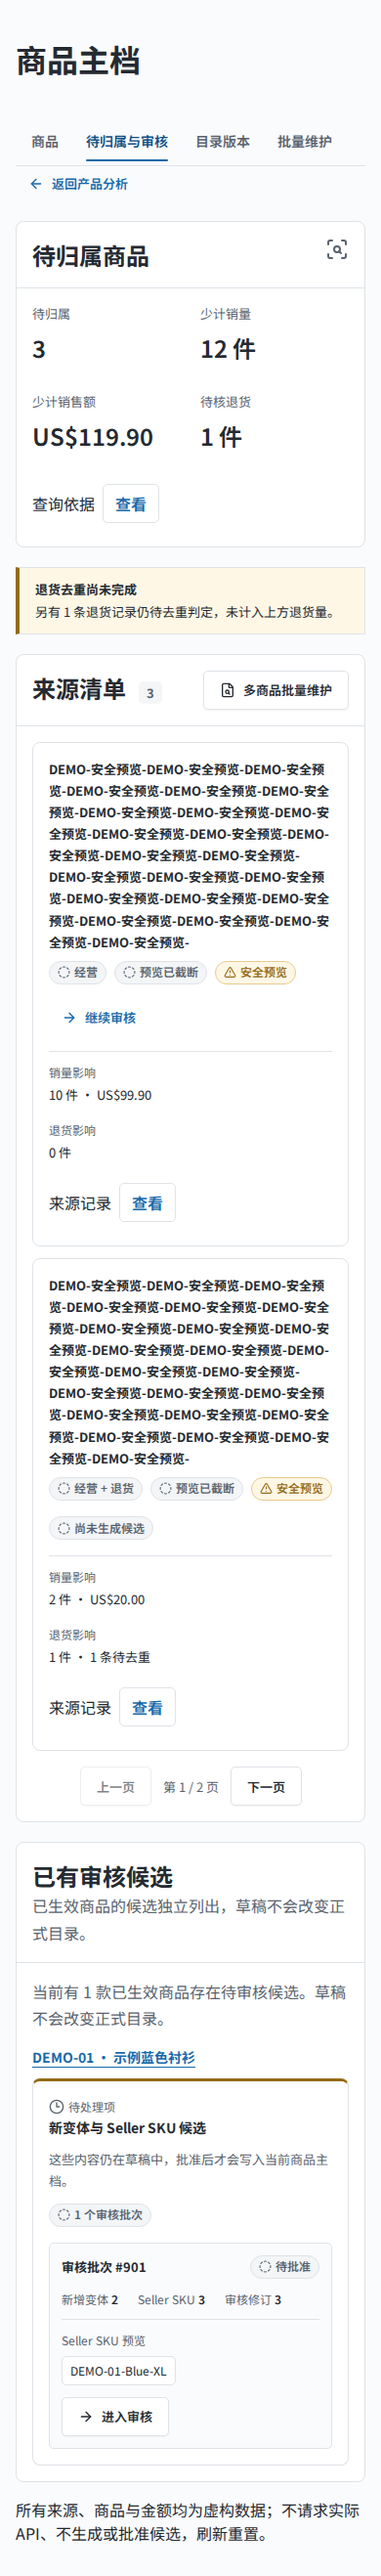 商品主档
商品 待归属与审核 目录版本 批量维护
← 返回产品分析
待归属商品
待归属 少计销量
3 12 件
少计销售额 待核退货
US$119.90 1 件
查询依据 查看
退货去重尚未完成
另有 1 条退货记录仍待去重判定，未计入上方退货量。
来源清单 3 多商品批量维护
DEMO-安全预览-DEMO-安全预览-DEMO-安全预
览-DEMO-安全预览-DEMO-安全预览-DEMO-安全
预览-DEMO-安全预览-DEMO-安全预览-DEMO-安
全预览-DEMO-安全预览-DEMO-安全预览-DEMO-
安全预览-DEMO-安全预览-DEMO-安全预览-
DEMO-安全预览-DEMO-安全预览-DEMO-安全预
览-DEMO-安全预览-DEMO-安全预览-DEMO-安全
预览-DEMO-安全预览-DEMO-安全预览-DEMO-安
全预览-DEMO-安全预览-
经营 预览已截断 安全预览
→ 继续审核
销量影响
10 件 • US$99.90
退货影响
0 件
来源记录 查看
DEMO-安全预览-DEMO-安全预览-DEMO-安全预
览-DEMO-安全预览-DEMO-安全预览-DEMO-安全
预览-DEMO-安全预览-DEMO-安全预览-DEMO-安
全预览-DEMO-安全预览-DEMO-安全预览-DEMO-
安全预览-DEMO-安全预览-DEMO-安全预览-
DEMO-安全预览-DEMO-安全预览-DEMO-安全预
览-DEMO-安全预览-DEMO-安全预览-DEMO-安全
预览-DEMO-安全预览-DEMO-安全预览-DEMO-安
全预览-DEMO-安全预览-
经营 + 退货 预览已截断 安全预览
尚未生成候选
销量影响
2 件 • US$20.00
退货影响
1 件 • 1 条待去重
来源记录 查看
上一页 第 1 / 2 页 下一页
已有审核候选
已生效商品的候选独立列出，草稿不会改变正
式目录。
当前有 1 款已生效商品存在待审核候选。草稿
不会改变正式目录。
DEMO-01 • 示例蓝色衬衫
待处理项
新变体与 Seller SKU 候选
这些内容仍在草稿中，批准后才会写入当前商品主
档。
1 个审核批次
审核批次 #901 待批准
新增变体 2 Seller SKU 3 审核修订 3
Seller SKU 预览
DEMO-01-Blue-XL
→ 进入审核
所有来源、商品与金额均为虚构数据；不请求实际
API、不生成或批准候选，刷新重置。